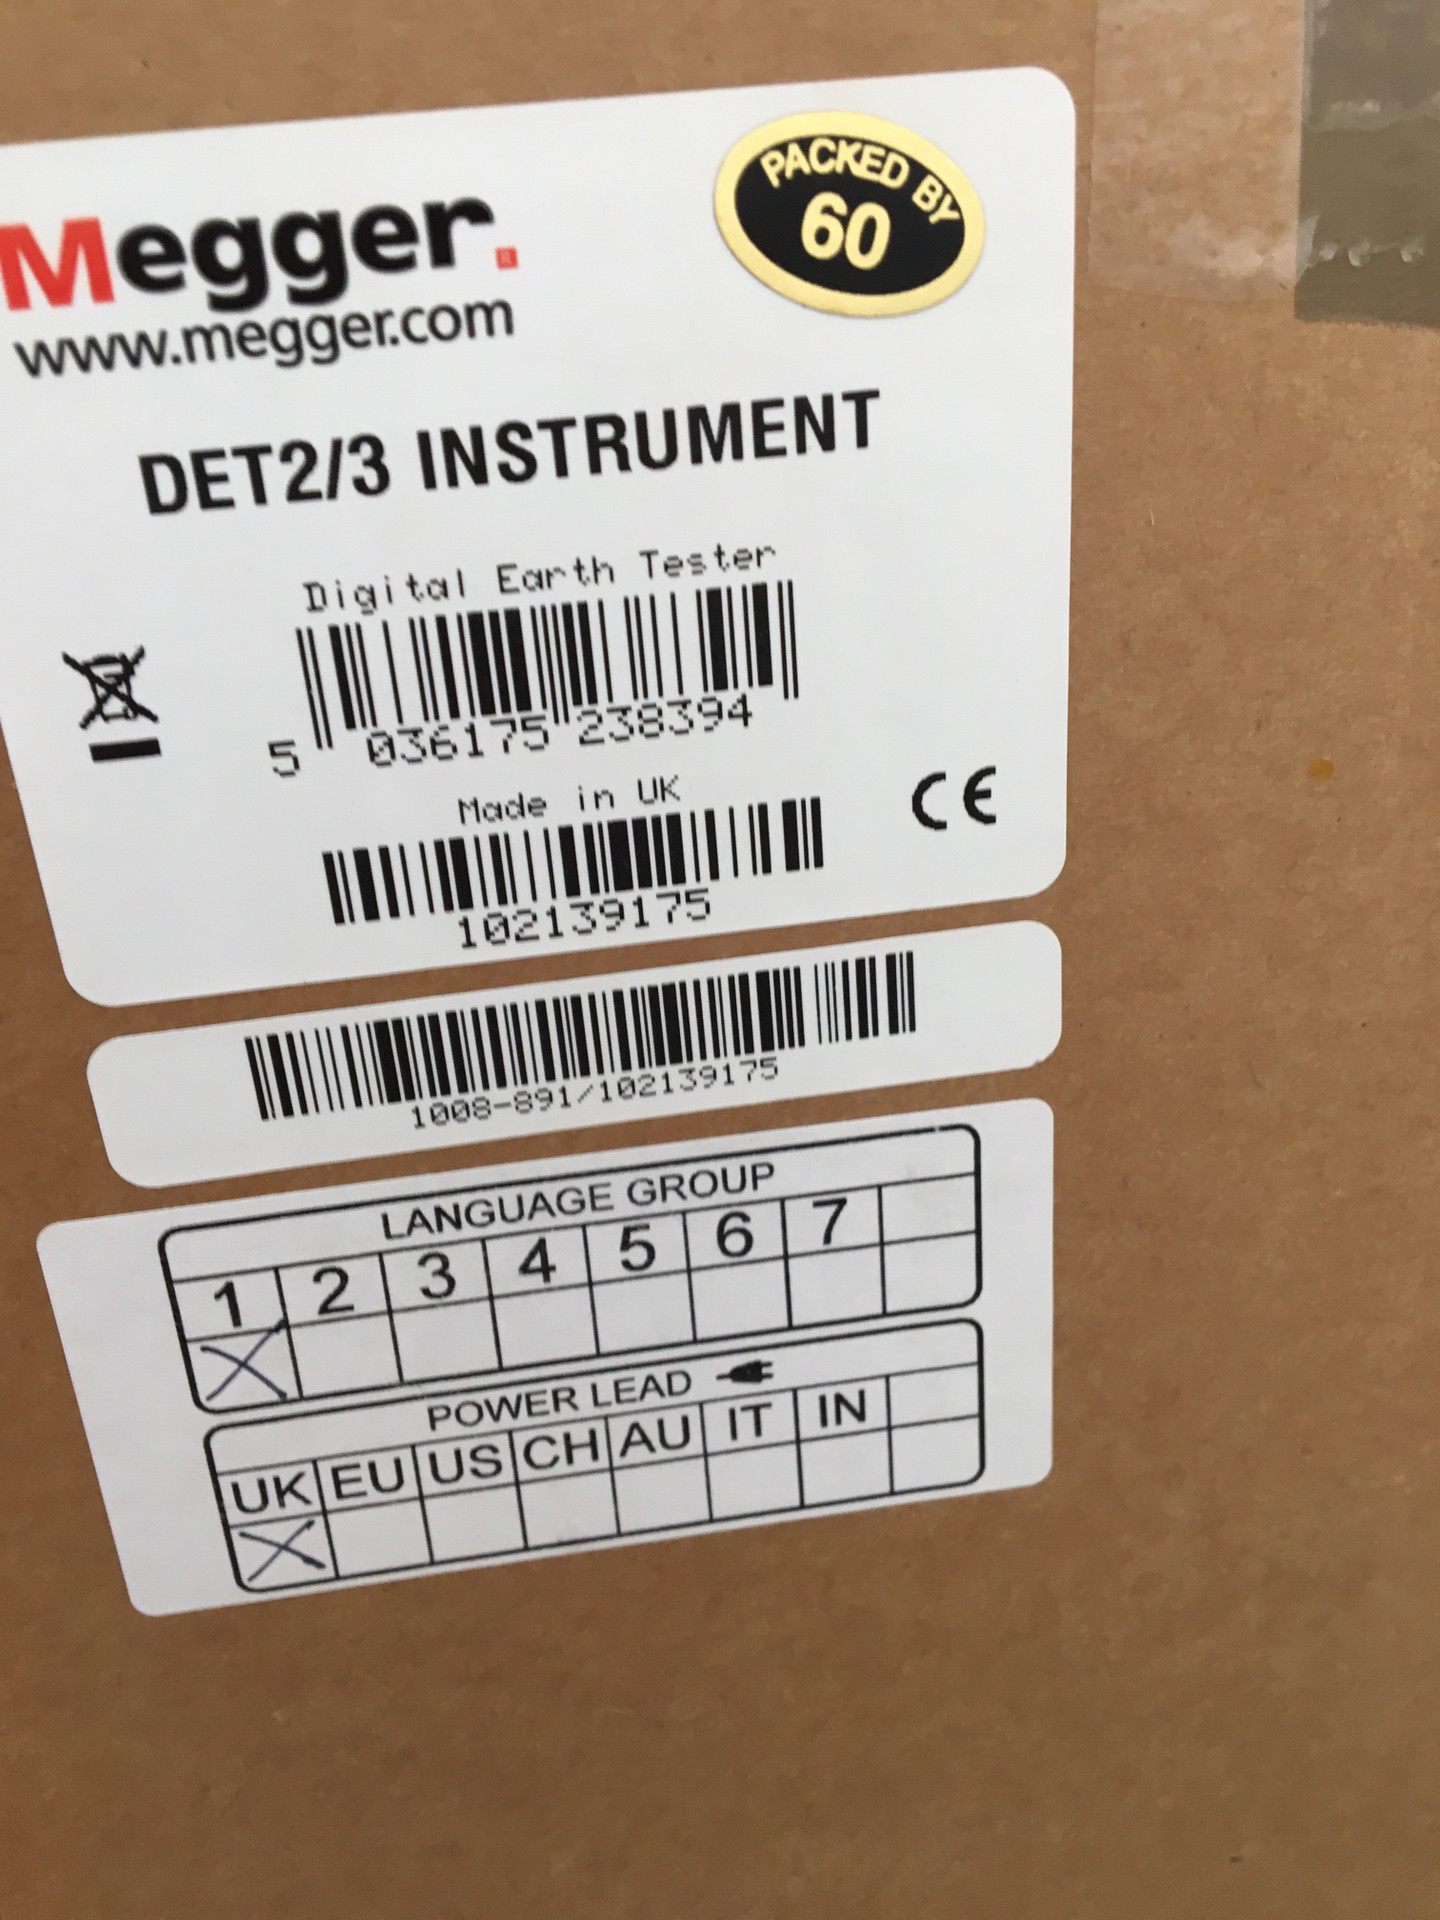 Megger.
www.megger.com
PACKED BY
60
DET2/3 INSTRUMENT
Digital Earth Tester
5 036175 238394
Made in UK
CE
102139175
1008-891/102139175
LANGUAGE GROUP
1 2 3 4 5 6 7
X
POWER LEAD
UK EU US CH AU IT IN
X